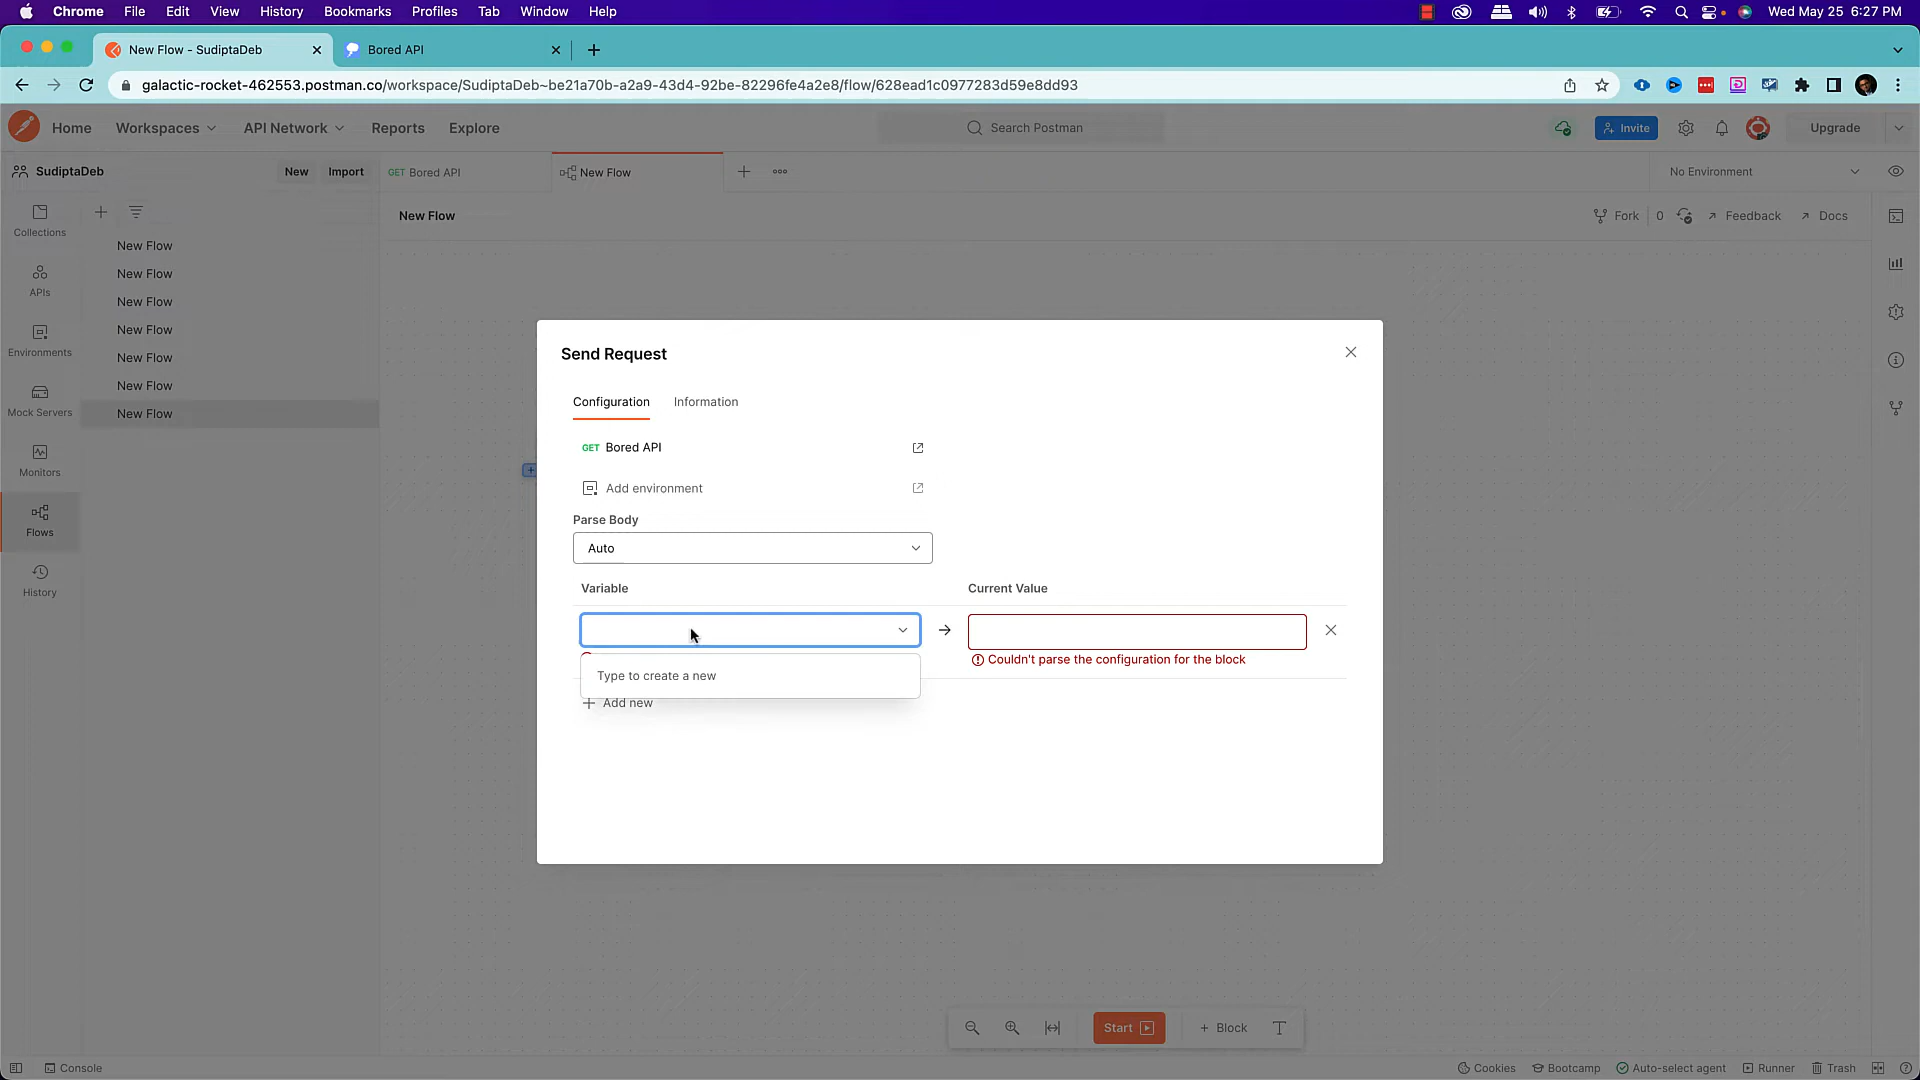 Chrome File Edit View History Bookmarks Profiles Tab Window Help Wed May 25 6:27 PM
New Flow - SudiptaDeb Bored API
galactic-rocket-462553.postman.co/workspace/SudiptaDeb~be21a70b-a2a9-43d4-92be-82296fe4a2e8/flow/628ead1c0977283d59e8dd93
Home Workspaces API Network Reports Explore Search Postman Invite Upgrade
SudiptaDeb New Import GET Bored API New Flow No Environment
New Flow Fork 0 Feedback Docs
Collections
APIs
Environments
Mock Servers
Monitors
Flows
History
New Flow
New Flow
New Flow
New Flow
New Flow
New Flow
New Flow
Send Request
Configuration Information
GET Bored API
Add environment
Parse Body
Auto
Variable Current Value
Couldn't parse the configuration for the block
Type to create a new
Add new
Start Block
Console Cookies Bootcamp Auto-select agent Runner Trash